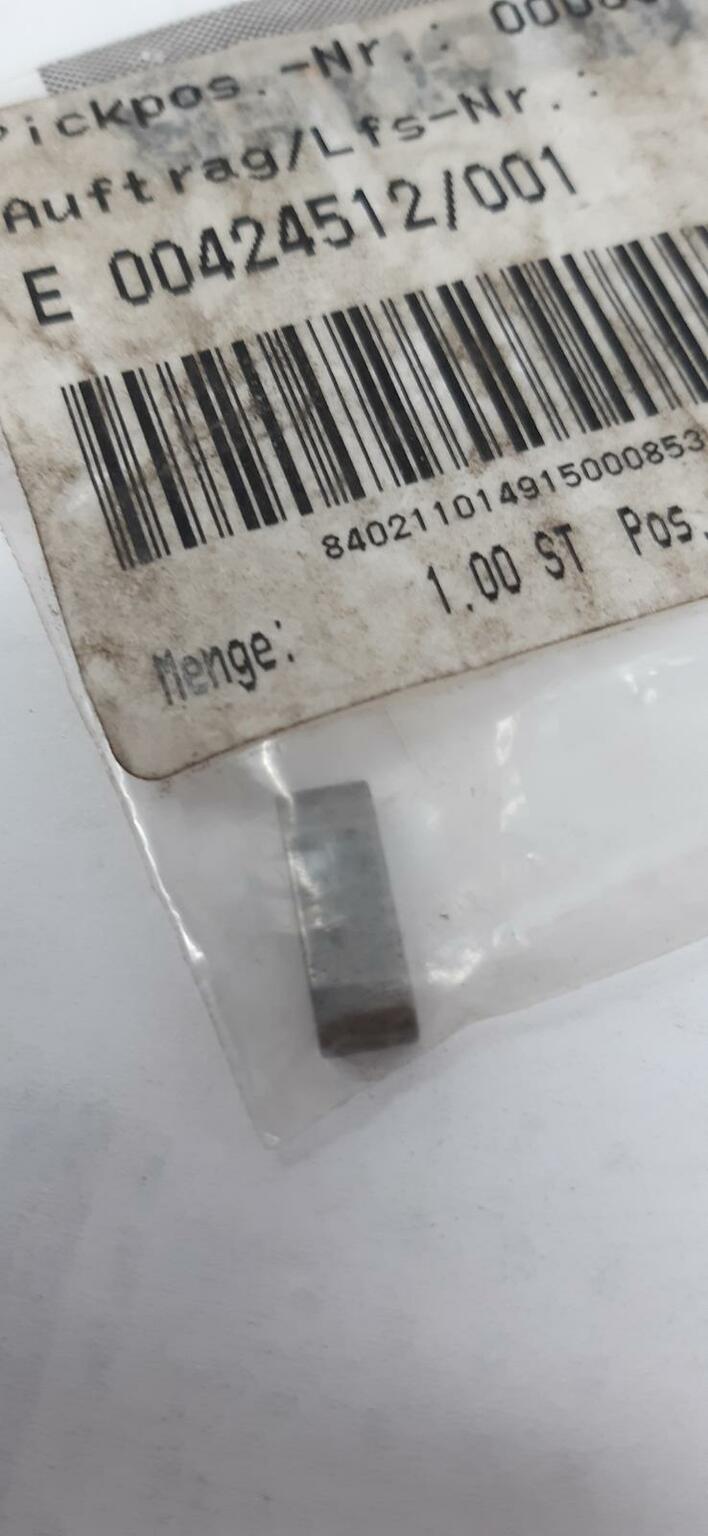 Pickpos.-Nr.:
Auftrag/Lfs-Nr.:
E 00424512/001
840211014915000853
Menge: 1.00 ST Pos.